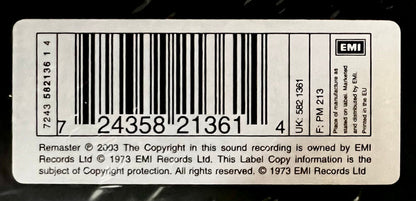 7243 582136 1 4
7 24358 21361 4
UK: 582 1361
F: PM 213
EMI
Place of manufacture as
stated on label. Marketed
and distributed by EMI.
Printed in the EU
Remaster ℗ 2003 The Copyright in this sound recording is owned by EMI
Records Ltd © 1973 EMI Records Ltd. This Label Copy information is the
subject of Copyright protection. All rights reserved. © 1973 EMI Records Ltd